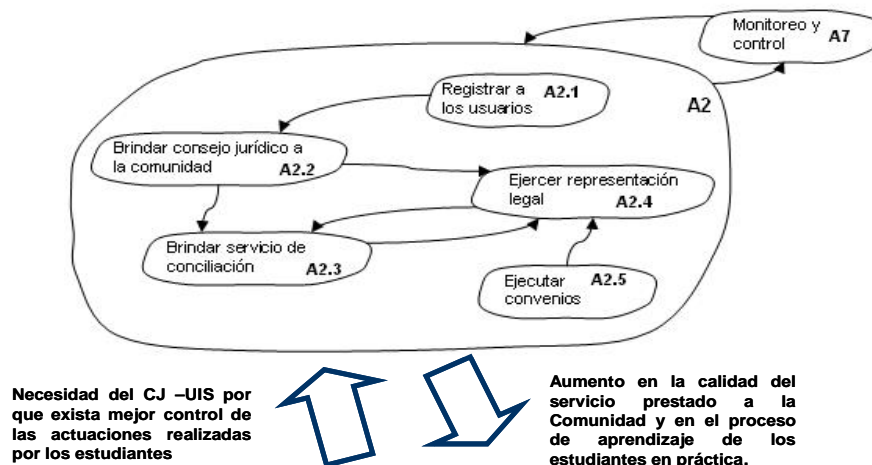 Monitoreo y
control A7
A2
Registrar a A2.1
los usuarios
Brindar consejo jurídico a
la comunidad A2.2
Ejercer representación
legal A2.4
Brindar servicio de
conciliación A2.3
Ejecutar A2.5
convenios
Necesidad del CJ –UIS por
que exista mejor control de
las actuaciones realizadas
por los estudiantes
Aumento en la calidad del
servicio prestado a la
Comunidad y en el proceso
de aprendizaje de los
estudiantes en práctica.